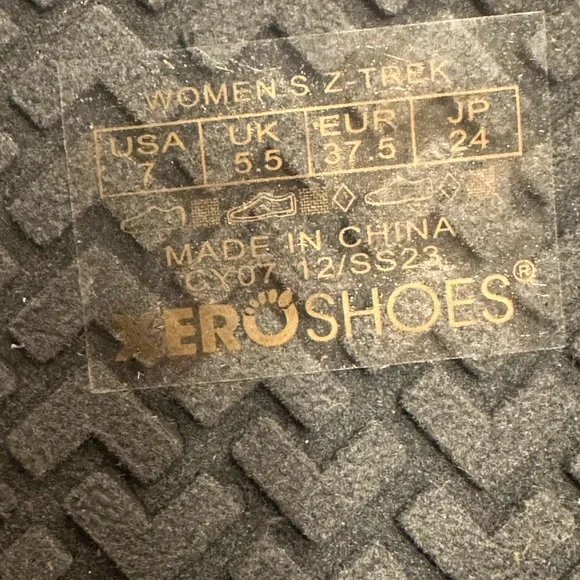 WOMEN'S Z-TREK
USA UK EUR JP
7 5.5 37.5 24
MADE IN CHINA
CY07 12/SS23
XEROSHOES®